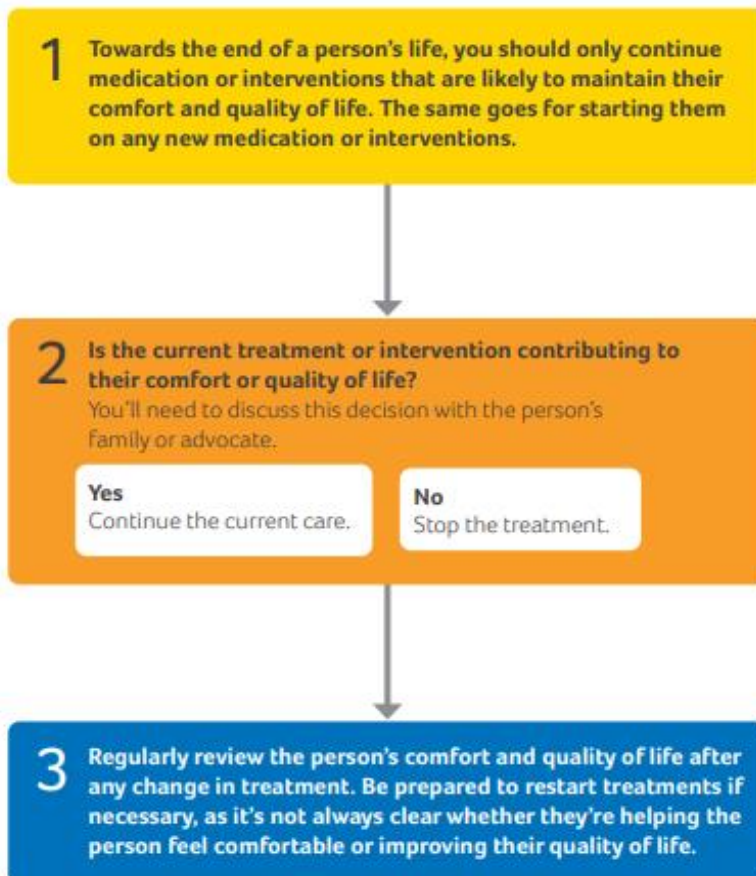 1 Towards the end of a person's life, you should only continue
medication or interventions that are likely to maintain their
comfort and quality of life. The same goes for starting them
on any new medication or interventions.
2 Is the current treatment or intervention contributing to
their comfort or quality of life?
You'll need to discuss this decision with the person's
family or advocate.
Yes
Continue the current care.
No
Stop the treatment.
3 Regularly review the person's comfort and quality of life after
any change in treatment. Be prepared to restart treatments if
necessary, as it's not always clear whether they're helping the
person feel comfortable or improving their quality of life.